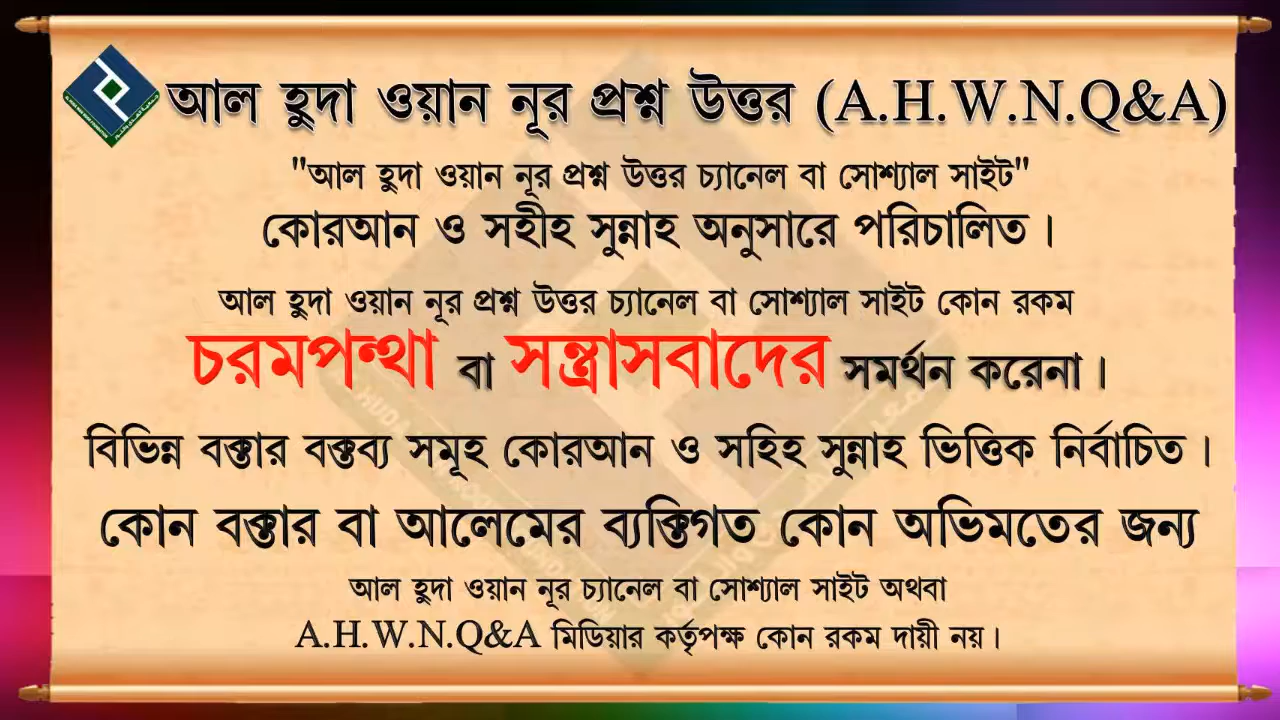 আল হুদা ওয়ান নূর প্রশ্ন উত্তর (A.H.W.N.Q&A)
"আল হুদা ওয়ান নূর প্রশ্ন উত্তর চ্যানেল বা সোশ্যাল সাইট"
কোরআন ও সহীহ সুন্নাহ অনুসারে পরিচালিত।
আল হুদা ওয়ান নূর প্রশ্ন উত্তর চ্যানেল বা সোশ্যাল সাইট কোন রকম
চরমপন্থা বা সন্ত্রাসবাদের সমর্থন করেনা।
বিভিন্ন বক্তার বক্তব্য সমূহ কোরআন ও সহিহ সুন্নাহ ভিত্তিক নির্বাচিত।
কোন বক্তার বা আলেমের ব্যক্তিগত কোন অভিমতের জন্য
আল হুদা ওয়ান নূর চ্যানেল বা সোশ্যাল সাইট অথবা
A.H.W.N.Q&A মিডিয়ার কর্তৃপক্ষ কোন রকম দায়ী নয়।